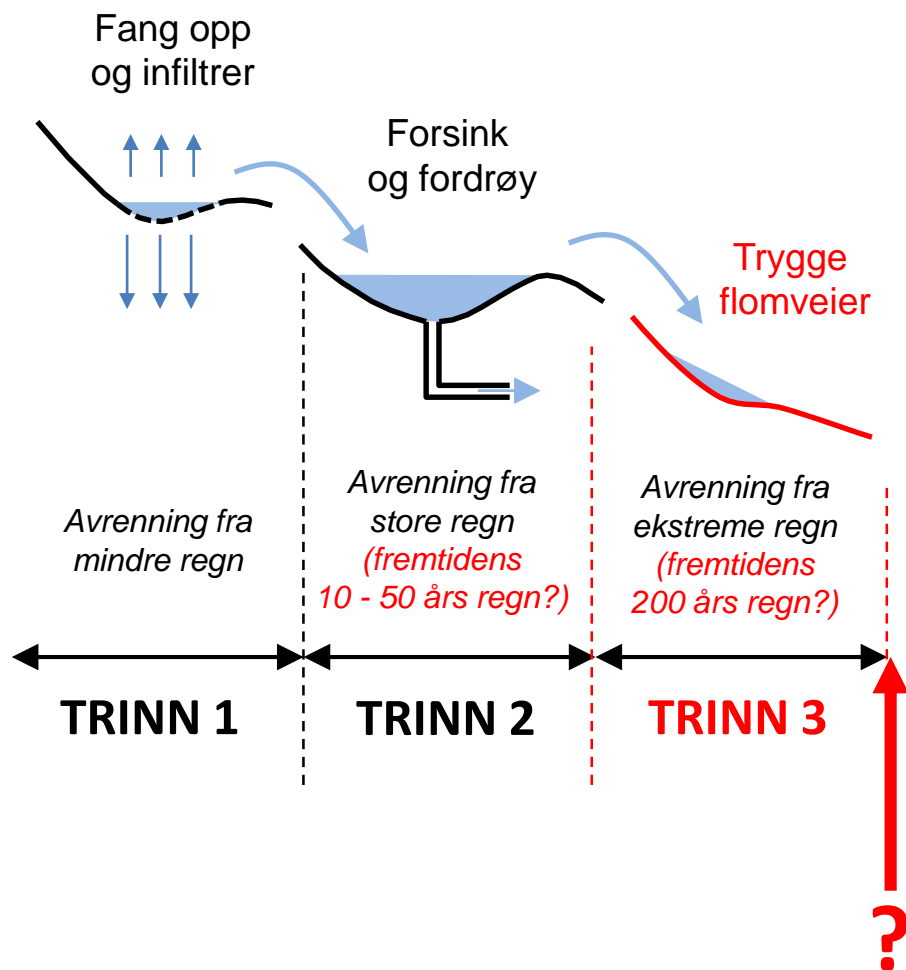 Fang opp
og infiltrer
Forsink
og fordrøy
Trygge
flomveier
Avrenning fra
mindre regn
Avrenning fra
store regn
(fremtidens
10 - 50 års regn?)
Avrenning fra
ekstreme regn
(fremtidens
200 års regn?)
TRINN 1
TRINN 2
TRINN 3
?